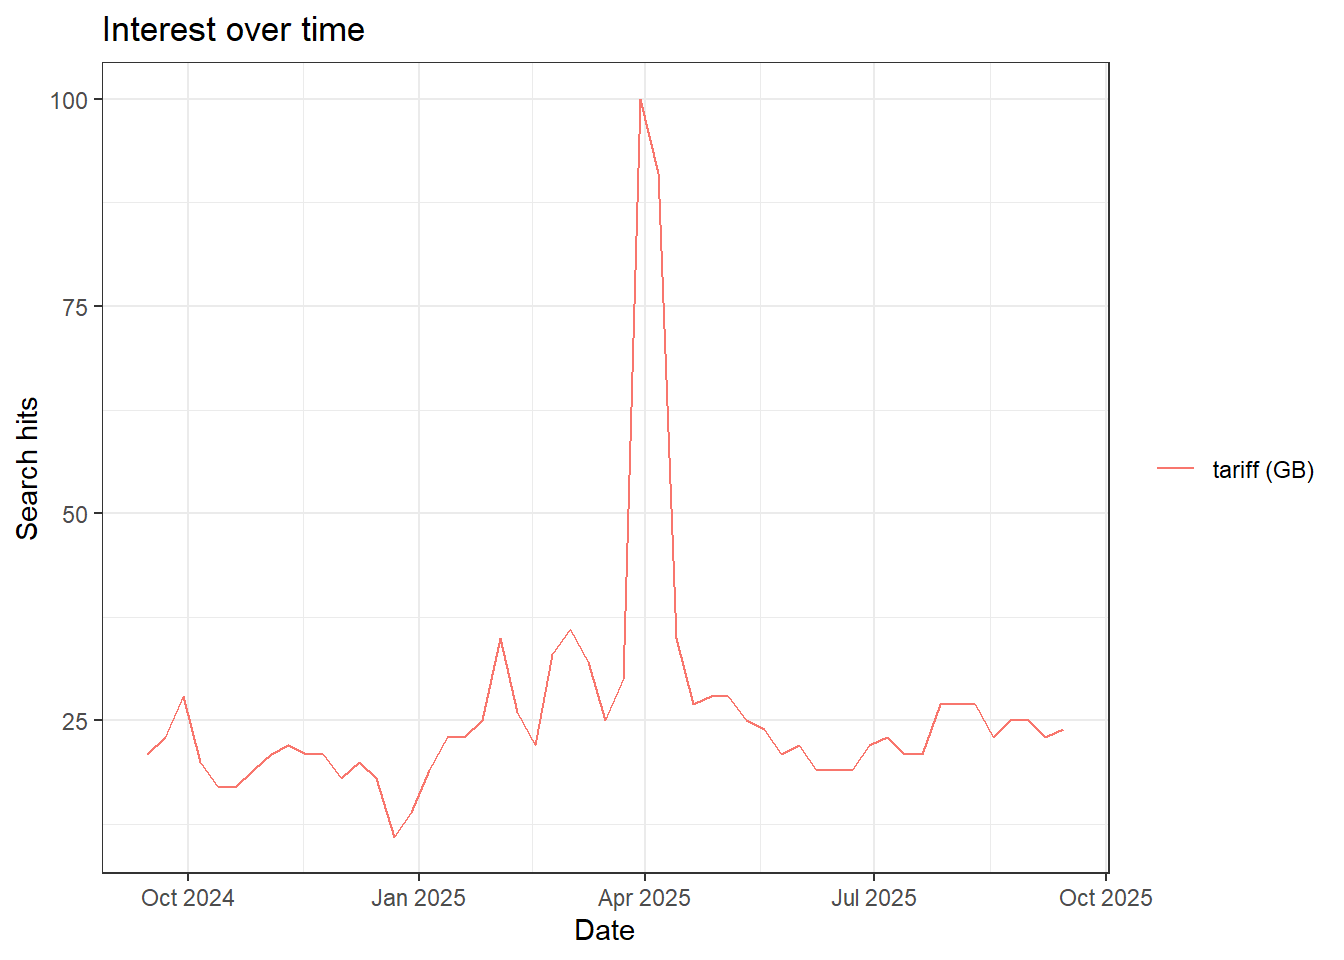 Interest over time
100
75
50
25
Search hits
Oct 2024
Jan 2025
Apr 2025
Jul 2025
Oct 2025
Date
tariff (GB)